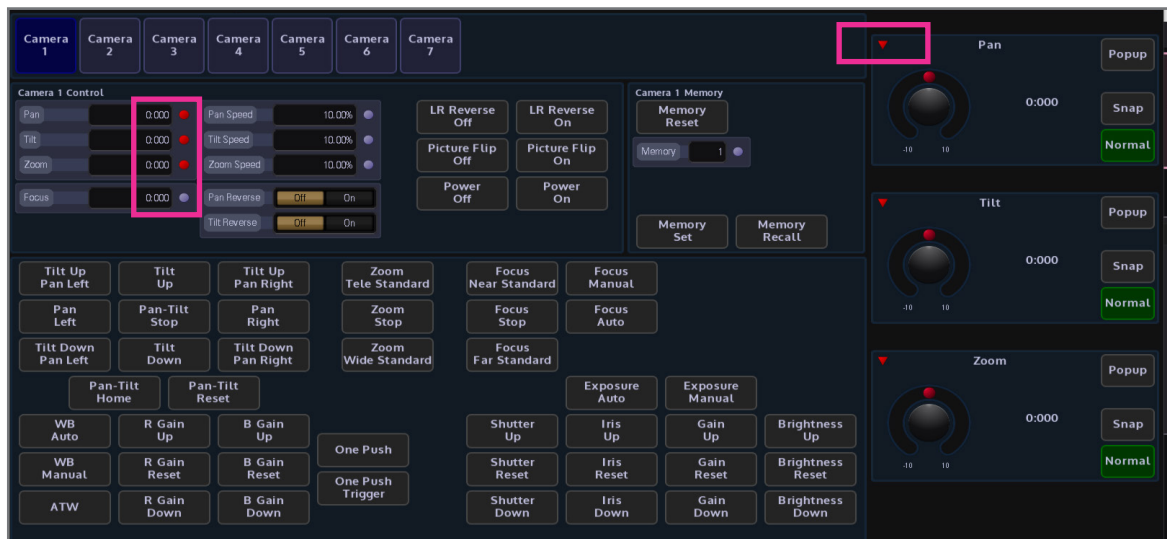 Camera 1
Camera 2
Camera 3
Camera 4
Camera 5
Camera 6
Camera 7
Camera 1 Control
Pan 0:000
Tilt 0:000
Zoom 0:000
Focus 0:000
Pan Speed 10.00%
Tilt Speed 10.00%
Zoom Speed 10.00%
Pan Reverse Off On
Tilt Reverse Off On
LR Reverse Off
LR Reverse On
Picture Flip Off
Picture Flip On
Power Off
Power On
Camera 1 Memory
Memory Reset
Memory 1
Memory Set
Memory Recall
Tilt Up Pan Left
Tilt Up
Tilt Up Pan Right
Zoom Tele Standard
Focus Near Standard
Focus Manual
Pan Left
Pan-Tilt Stop
Pan Right
Zoom Stop
Focus Stop
Focus Auto
Tilt Down Pan Left
Tilt Down
Tilt Down Pan Right
Zoom Wide Standard
Focus Far Standard
Pan-Tilt Home
Pan-Tilt Reset
Exposure Auto
Exposure Manual
WB Auto
R Gain Up
B Gain Up
One Push
Shutter Up
Iris Up
Gain Up
Brightness Up
WB Manual
R Gain Reset
B Gain Reset
One Push Trigger
Shutter Reset
Iris Reset
Gain Reset
Brightness Reset
ATW
R Gain Down
B Gain Down
Shutter Down
Iris Down
Gain Down
Brightness Down
Pan
Popup
0:000
Snap
Normal
-10 10
Tilt
Popup
0:000
Snap
Normal
-10 10
Zoom
Popup
0:000
Snap
Normal
-10 10